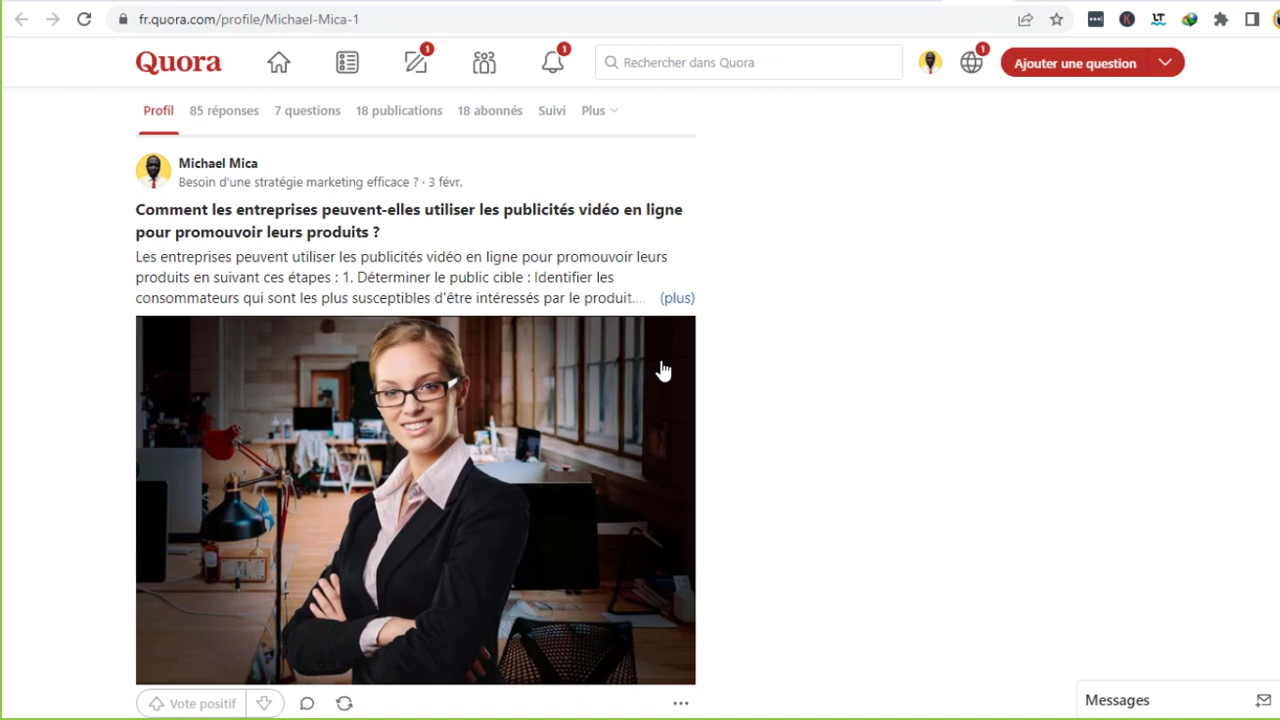 fr.quora.com/profile/Michael-Mica-1
K
LT
Quora
1
1
Rechercher dans Quora
1
Ajouter une question
Profil 85 réponses 7 questions 18 publications 18 abonnés Suivi Plus
Michael Mica
Besoin d'une stratégie marketing efficace ? · 3 févr.
Comment les entreprises peuvent-elles utiliser les publicités vidéo en ligne
pour promouvoir leurs produits ?
Les entreprises peuvent utiliser les publicités vidéo en ligne pour promouvoir leurs
produits en suivant ces étapes : 1. Déterminer le public cible : Identifier les
consommateurs qui sont les plus susceptibles d'être intéressés par le produit... (plus)
Vote positif
Messages